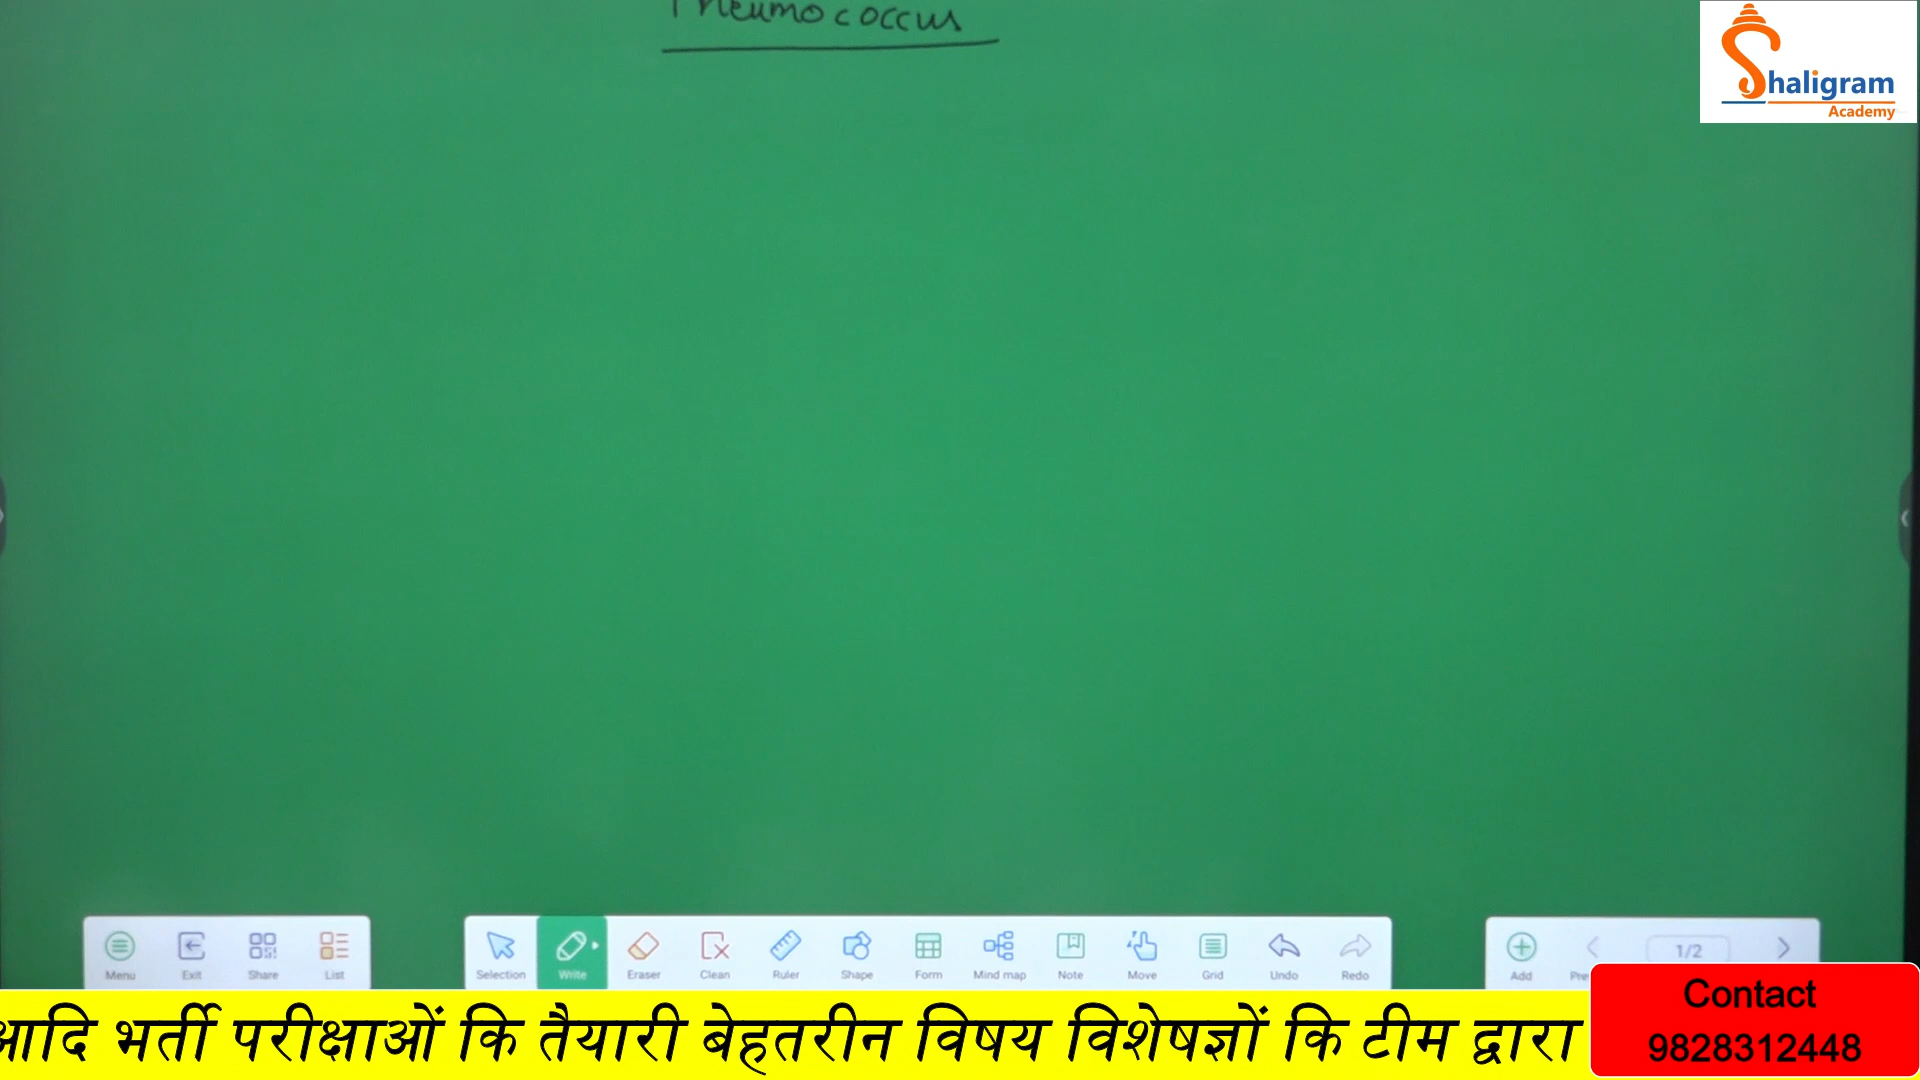 Pneumococcus
Shaligram
Academy
Menu
Exit
Share
List
Selection
Write
Eraser
Clean
Ruler
Shape
Form
Mind map
Note
Move
Grid
Undo
Redo
Add
1/2
आदि भर्ती परीक्षाओं कि तैयारी बेहतरीन विषय विशेषज्ञों कि टीम द्वारा
Contact
9828312448